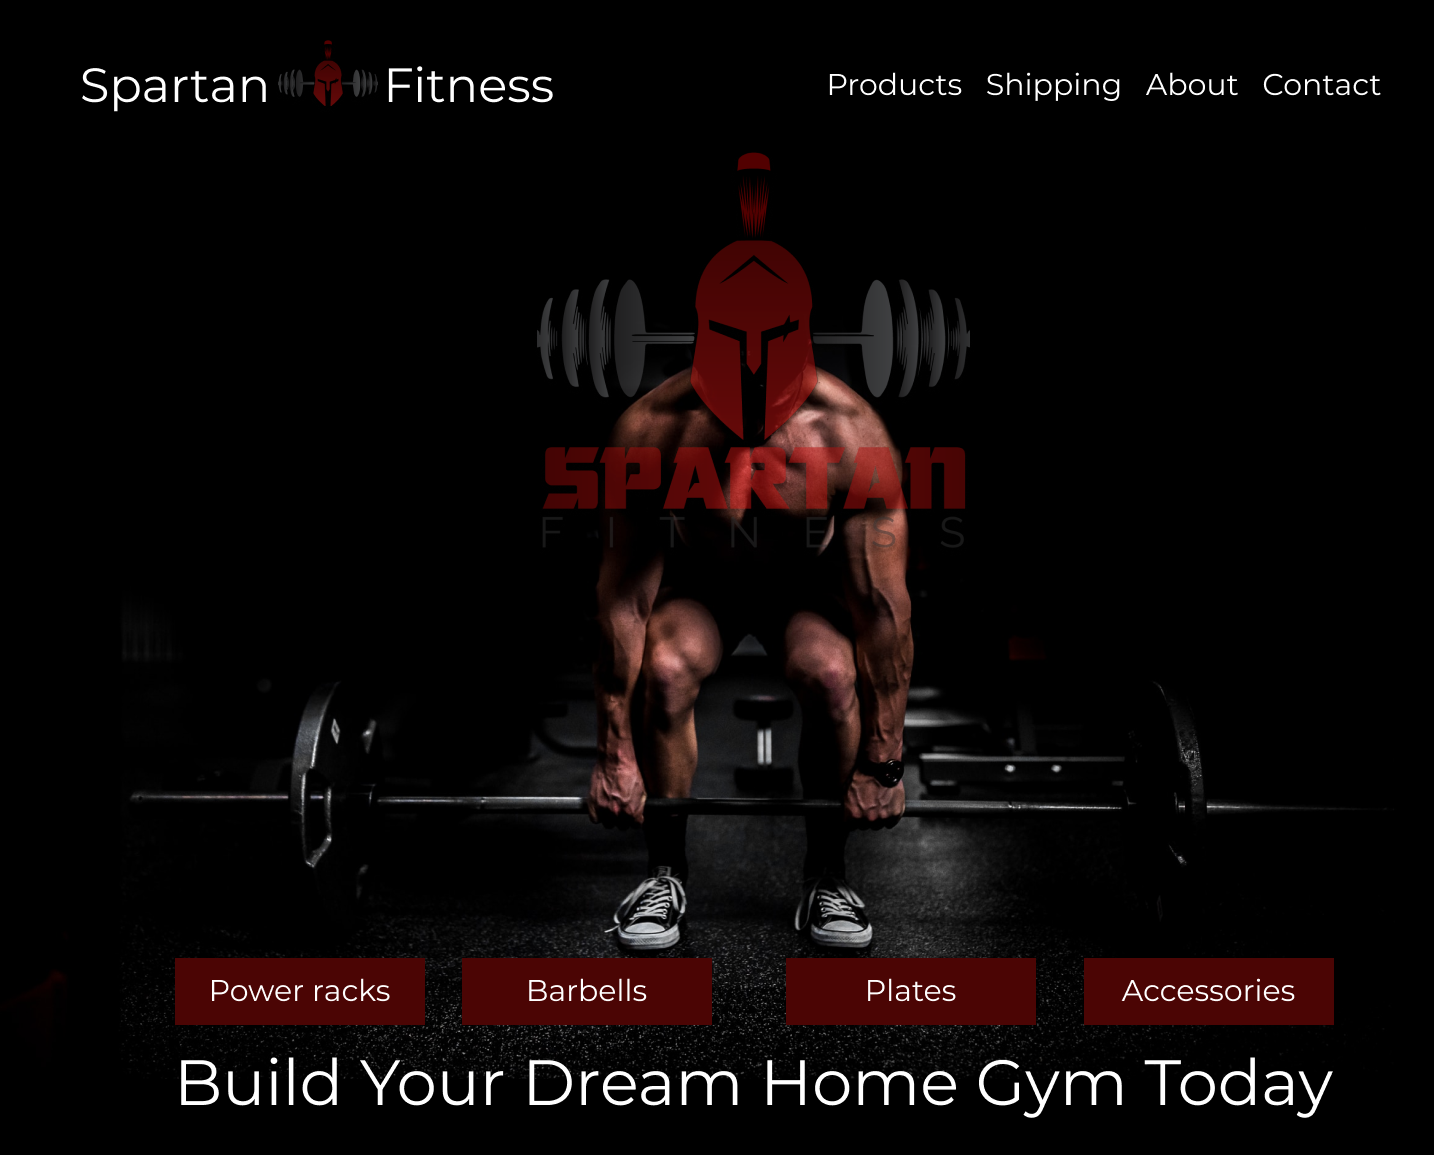 Spartan Fitness
Products Shipping About Contact
SPARTAN
FITNESS
Power racks
Barbells
Plates
Accessories
Build Your Dream Home Gym Today